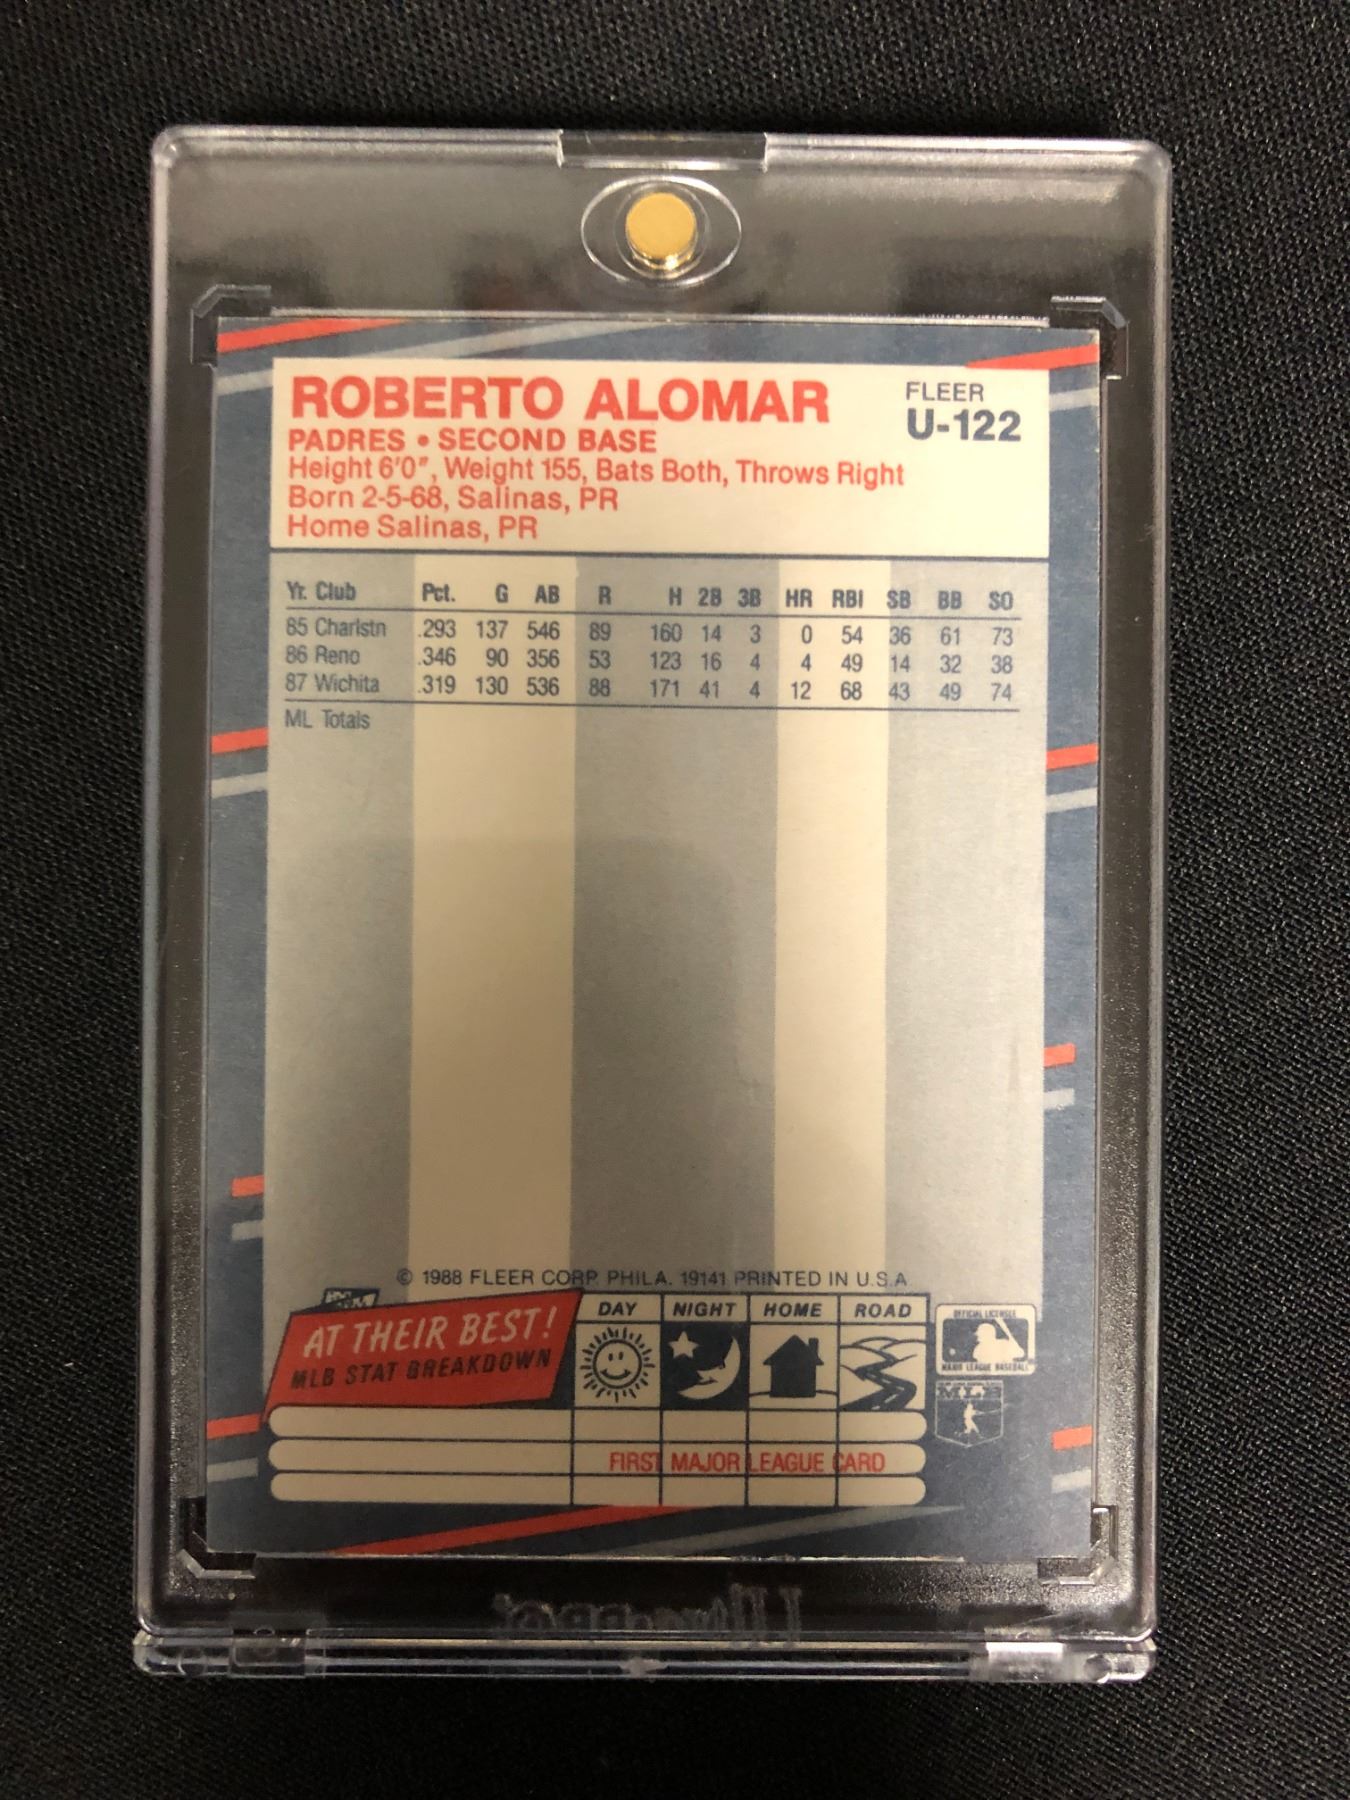 ROBERTO ALOMAR
FLEER
U-122
PADRES • SECOND BASE
Height 6'0", Weight 155, Bats Both, Throws Right
Born 2-5-68, Salinas, PR
Home Salinas, PR
Yr. Club Pct. G AB R H 2B 3B HR RBI SB BB SO
85 Charlstn .293 137 546 89 160 14 3 0 54 36 61 73
86 Reno .346 90 356 53 123 16 4 4 49 14 32 38
87 Wichita .319 130 536 88 171 41 4 12 68 43 49 74
ML Totals
© 1988 FLEER CORP. PHILA. 19141 PRINTED IN U.S.A.
AT THEIR BEST!
MLB STAT BREAKDOWN
DAY NIGHT HOME ROAD
OFFICIAL LICENSEE
MAJOR LEAGUE BASEBALL
FIRST MAJOR LEAGUE CARD